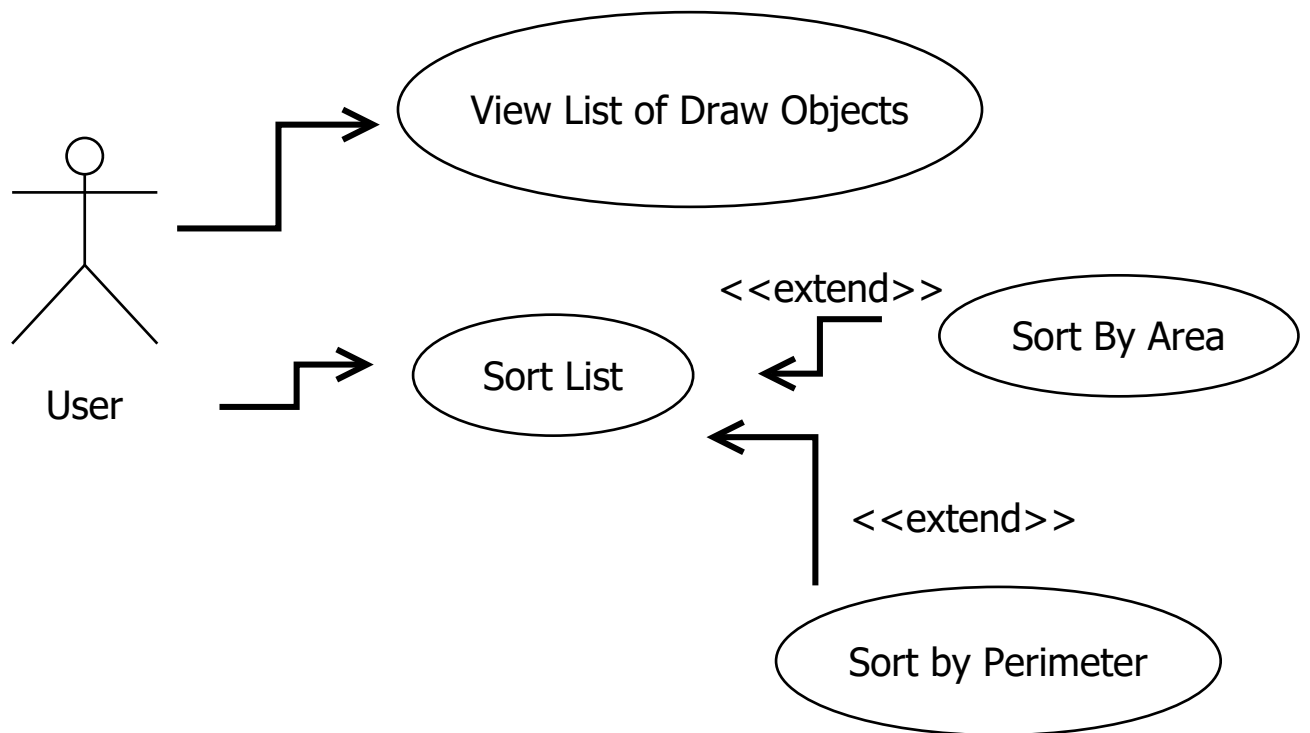 View List of Draw Objects
<<extend>>
Sort By Area
Sort List
User
<<extend>>
Sort by Perimeter